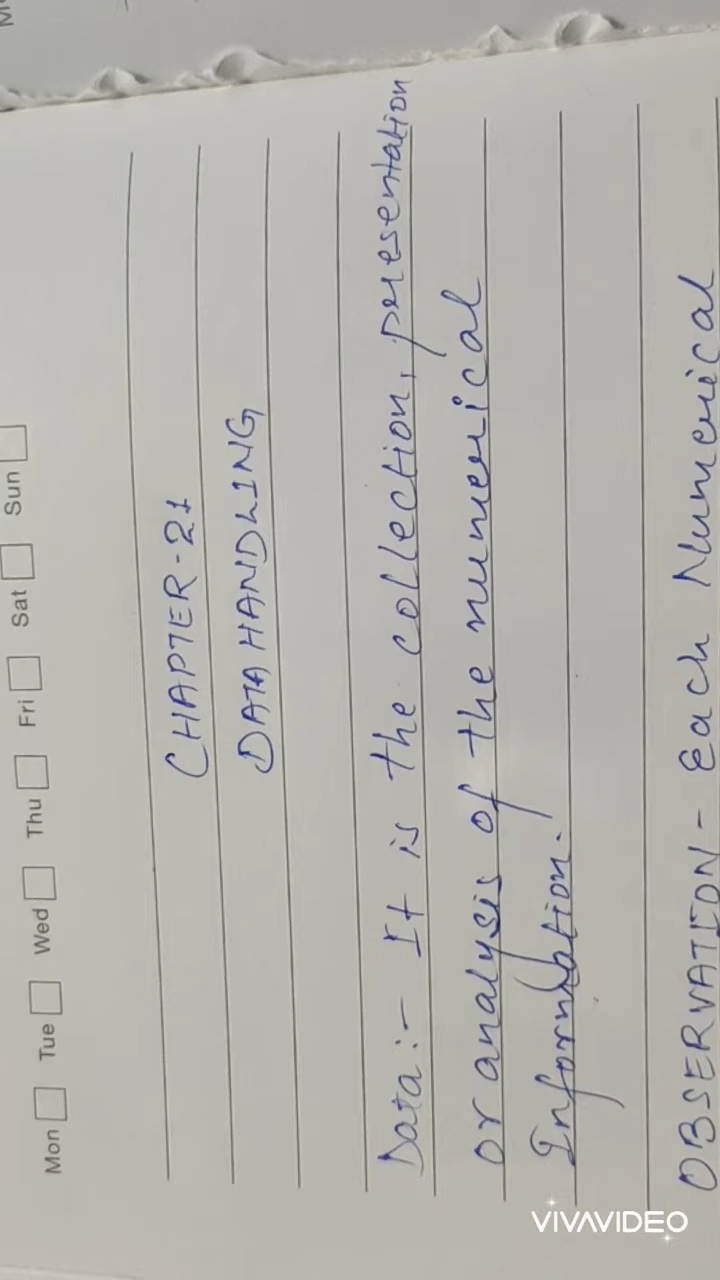 Mon Tue Wed Thu Fri Sat Sun
CHAPTER-21
DATA HANDLING
Data:- It is the collection, presentation
or analysis of the numerical
Information.
OBSERVATION- Each Numerical
VIVAVIDEO